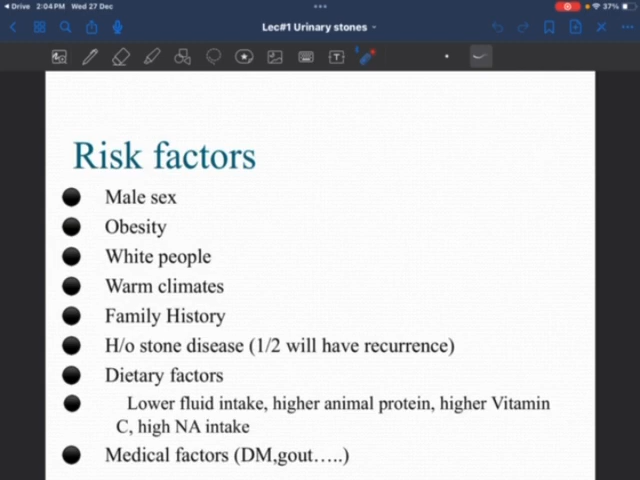 Drive 2:04 PM Wed 27 Dec 37%
Lec#1 Urinary stones
Risk factors
Male sex
Obesity
White people
Warm climates
Family History
H/o stone disease (1/2 will have recurrence)
Dietary factors
Lower fluid intake, higher animal protein, higher Vitamin
C, high NA intake
Medical factors (DM,gout…..)